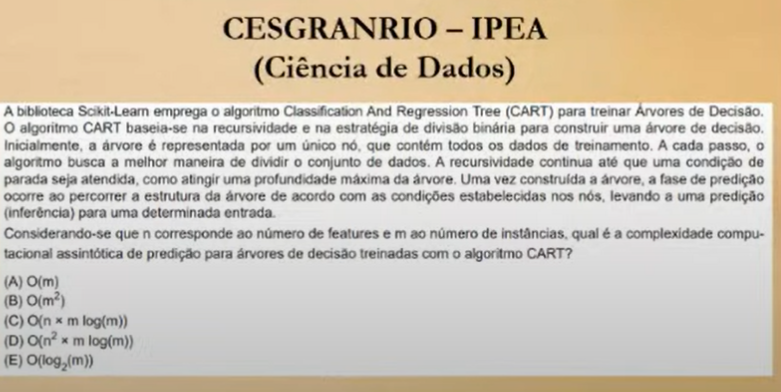 CESGRANRIO – IPEA
(Ciência de Dados)
A biblioteca Scikit-Learn emprega o algoritmo Classification And Regression Tree (CART) para treinar Árvores de Decisão.
O algoritmo CART baseia-se na recursividade e na estratégia de divisão binária para construir uma árvore de decisão.
Inicialmente, a árvore é representada por um único nó, que contém todos os dados de treinamento. A cada passo, o
algoritmo busca a melhor maneira de dividir o conjunto de dados. A recursividade continua até que uma condição de
parada seja atendida, como atingir uma profundidade máxima da árvore. Uma vez construída a árvore, a fase de predição
ocorre ao percorrer a estrutura da árvore de acordo com as condições estabelecidas nos nós, levando a uma predição
(inferência) para uma determinada entrada.
Considerando-se que n corresponde ao número de features e m ao número de instâncias, qual é a complexidade compu-
tacional assintótica de predição para árvores de decisão treinadas com o algoritmo CART?
(A) O(m)
(B) O(m²)
(C) O(n × m log(m))
(D) O(n² × m log(m))
(E) O(log₂(m))